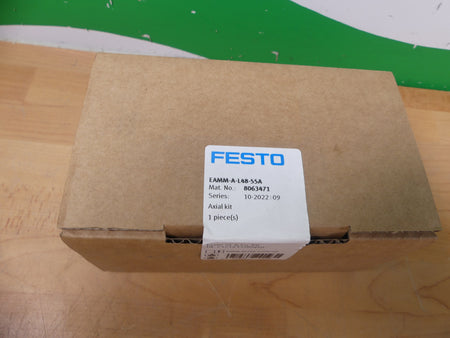 FESTO
EAMM-A-L48-55A
Mat. No.: 8063471
Series: 10-2022:09
Axial kit
1 piece(s)